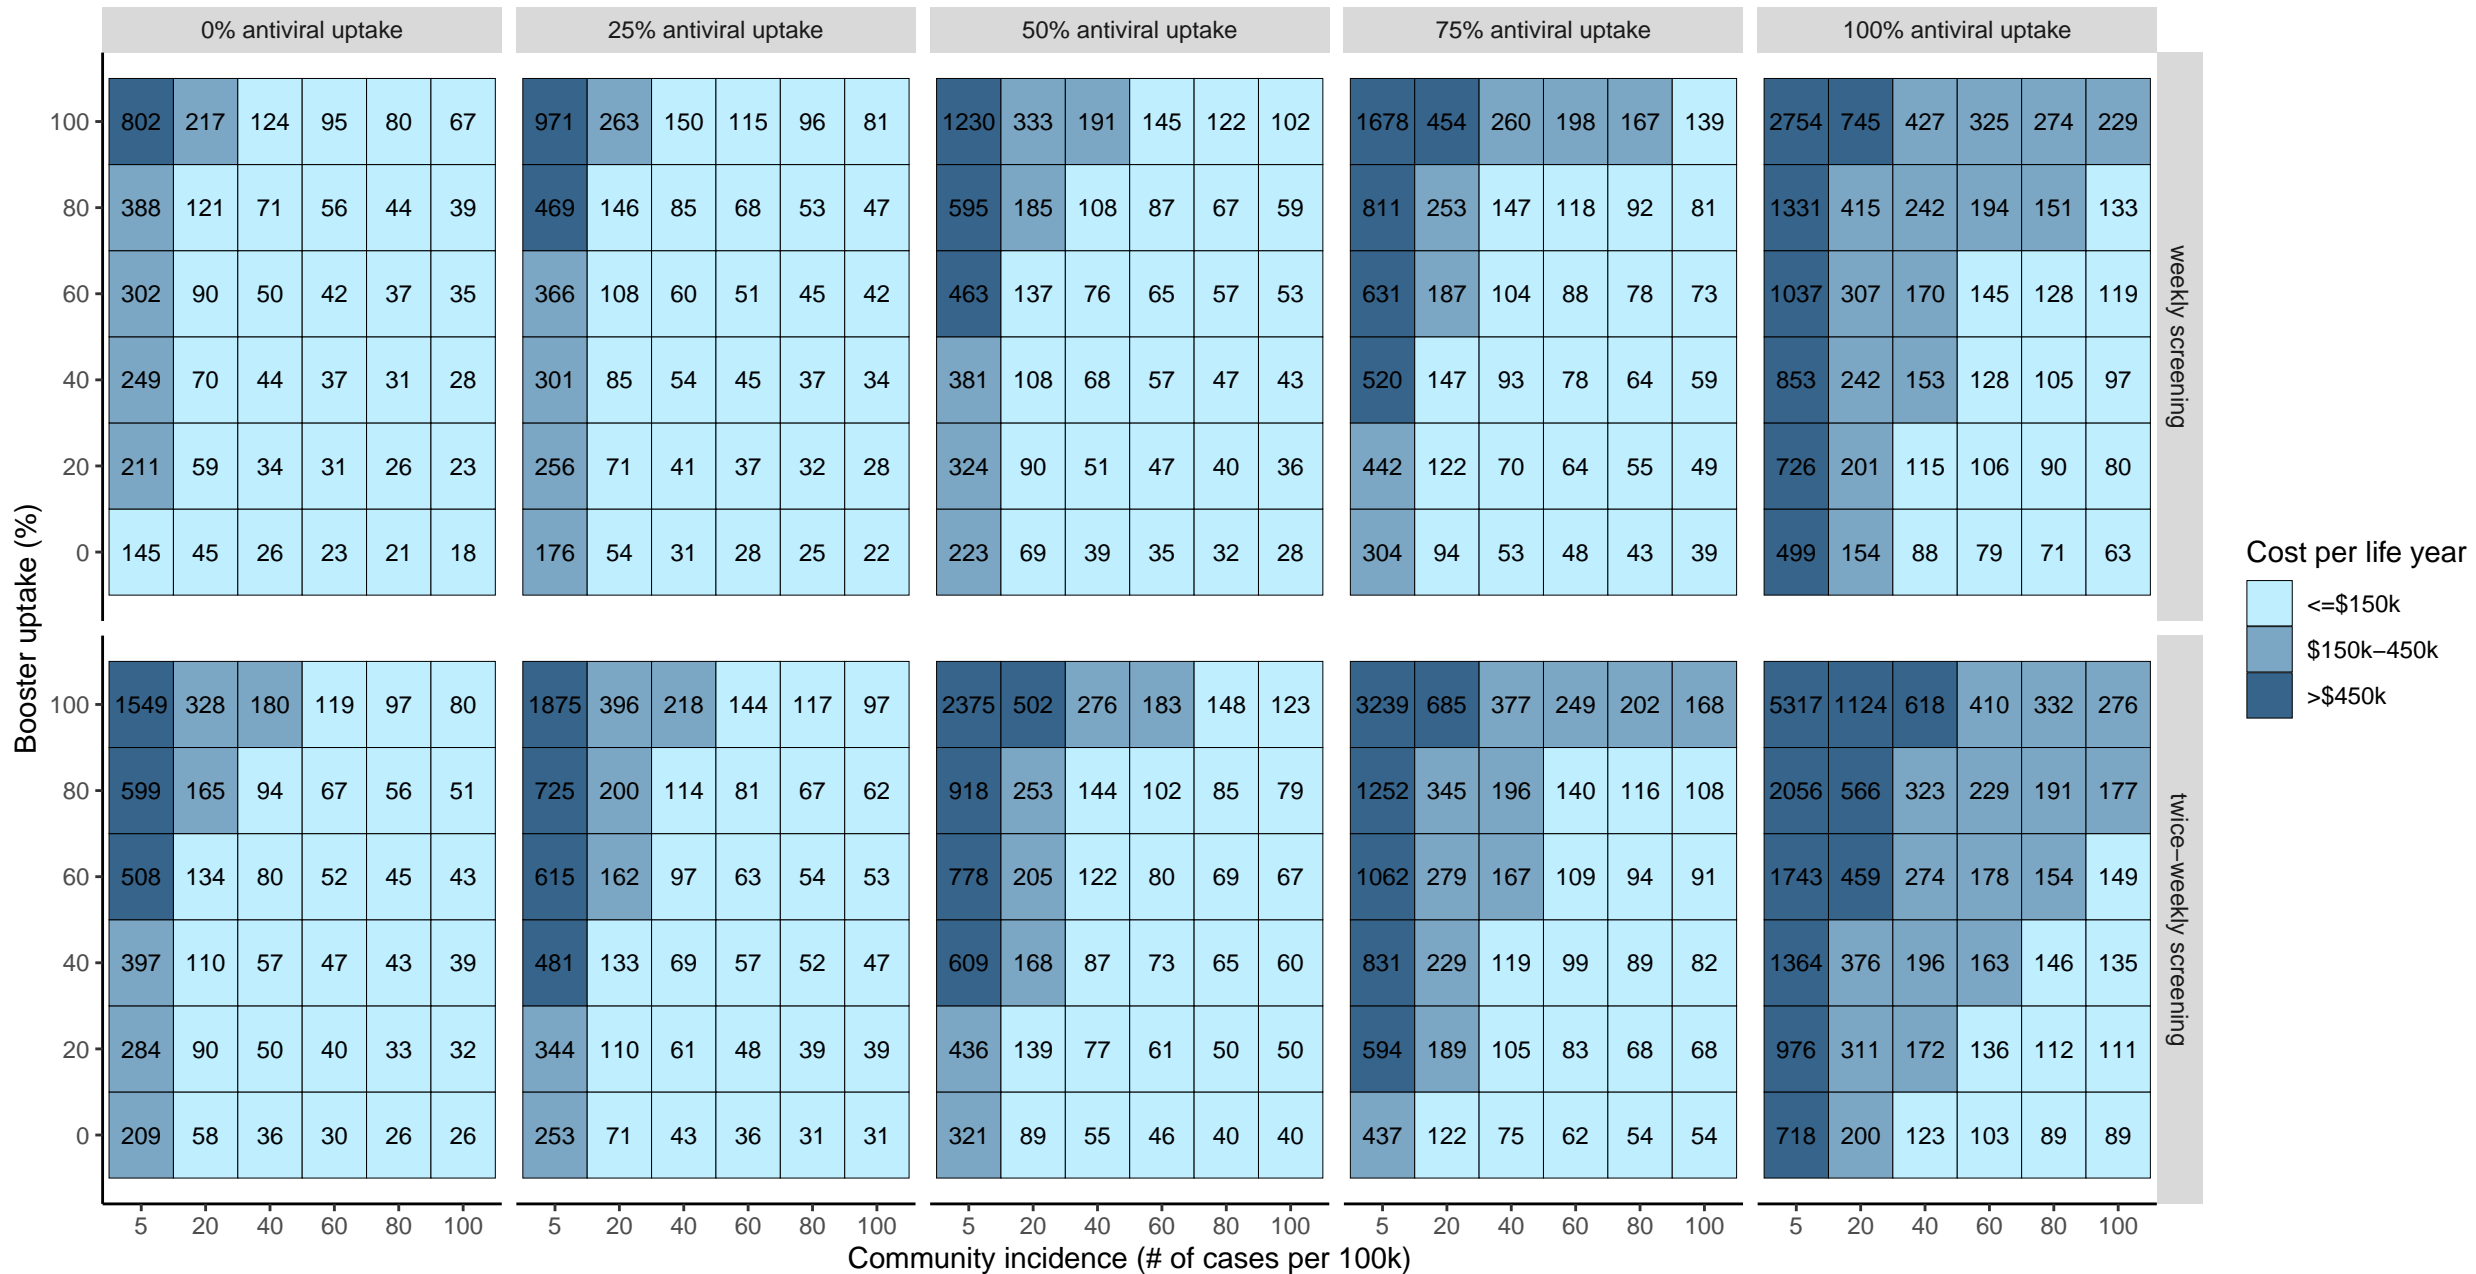 0% antiviral uptake 25% antiviral uptake 50% antiviral uptake 75% antiviral uptake 100% antiviral uptake
100 802 217 124 95 80 67 971 263 150 115 96 81 1230 333 191 145 122 102 1678 454 260 198 167 139 2754 745 427 325 274 229
80 388 121 71 56 44 39 469 146 85 68 53 47 595 185 108 87 67 59 811 253 147 118 92 81 1331 415 242 194 151 133
60 302 90 50 42 37 35 366 108 60 51 45 42 463 137 76 65 57 53 631 187 104 88 78 73 1037 307 170 145 128 119
40 249 70 44 37 31 28 301 85 54 45 37 34 381 108 68 57 47 43 520 147 93 78 64 59 853 242 153 128 105 97
20 211 59 34 31 26 23 256 71 41 37 32 28 324 90 51 47 40 36 442 122 70 64 55 49 726 201 115 106 90 80
0 145 45 26 23 21 18 176 54 31 28 25 22 223 69 39 35 32 28 304 94 53 48 43 39 499 154 88 79 71 63
weekly screening
Booster uptake (%)
100 1549 328 180 119 97 80 1875 396 218 144 117 97 2375 502 276 183 148 123 3239 685 377 249 202 168 5317 1124 618 410 332 276
80 599 165 94 67 56 51 725 200 114 81 67 62 918 253 144 102 85 79 1252 345 196 140 116 108 2056 566 323 229 191 177
60 508 134 80 52 45 43 615 162 97 63 54 53 778 205 122 80 69 67 1062 279 167 109 94 91 1743 459 274 178 154 149
40 397 110 57 47 43 39 481 133 69 57 52 47 609 168 87 73 65 60 831 229 119 99 89 82 1364 376 196 163 146 135
20 284 90 50 40 33 32 344 110 61 48 39 39 436 139 77 61 50 50 594 189 105 83 68 68 976 311 172 136 112 111
0 209 58 36 30 26 26 253 71 43 36 31 31 321 89 55 46 40 40 437 122 75 62 54 54 718 200 123 103 89 89
twice−weekly screening
5 20 40 60 80 100 5 20 40 60 80 100 5 20 40 60 80 100 5 20 40 60 80 100 5 20 40 60 80 100
Community incidence (# of cases per 100k)
Cost per life year
<=$150k
$150k−450k
>$450k